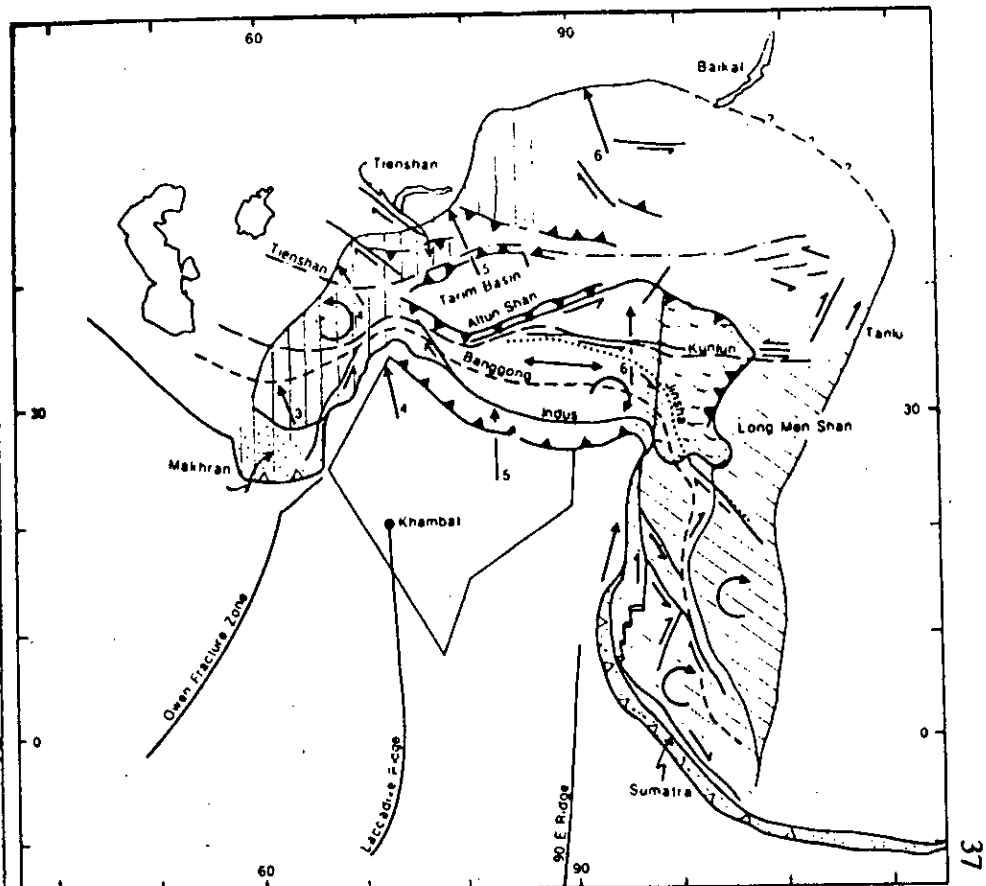 60
90
Baikal
?
?
?
6
Tienshan
Tienshan
5
Tarim Basin
4
Altun Shan
Tanlu
Kunlun
Banggong
6
Jinsha
30
3
4
Indus
30
Long Men Shan
Makhran
5
Khambat
Owen Fracture Zone
0
0
Sumatra
Laccadive Ridge
90 E Ridge
37
60
90